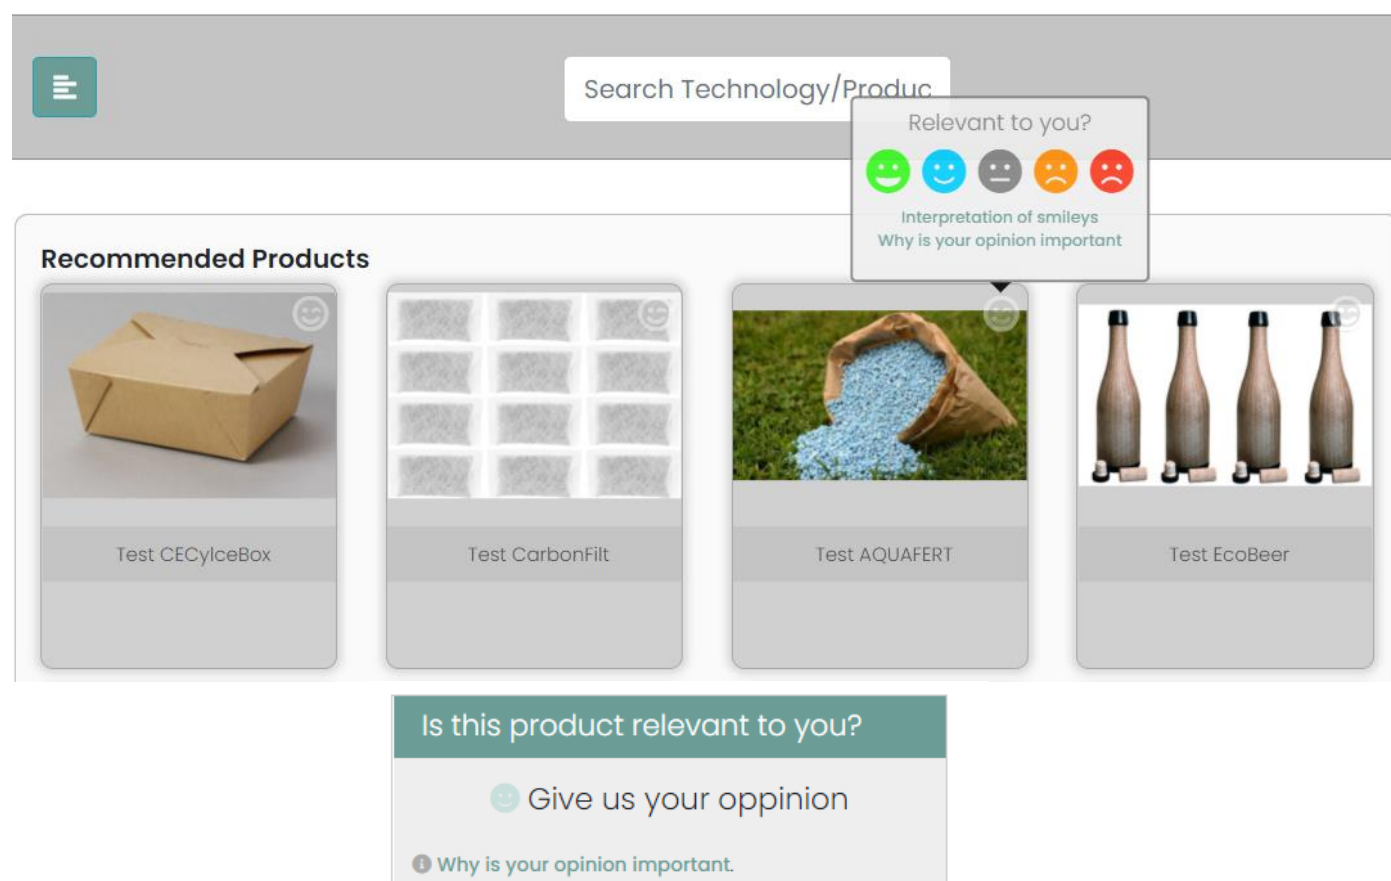 Search Technology/Produc
Relevant to you?
Interpretation of smileys
Why is your opinion important
Recommended Products
Test CECylceBox
Test CarbonFilt
Test AQUAFERT
Test EcoBeer
Is this product relevant to you?
Give us your oppinion
Why is your opinion important.